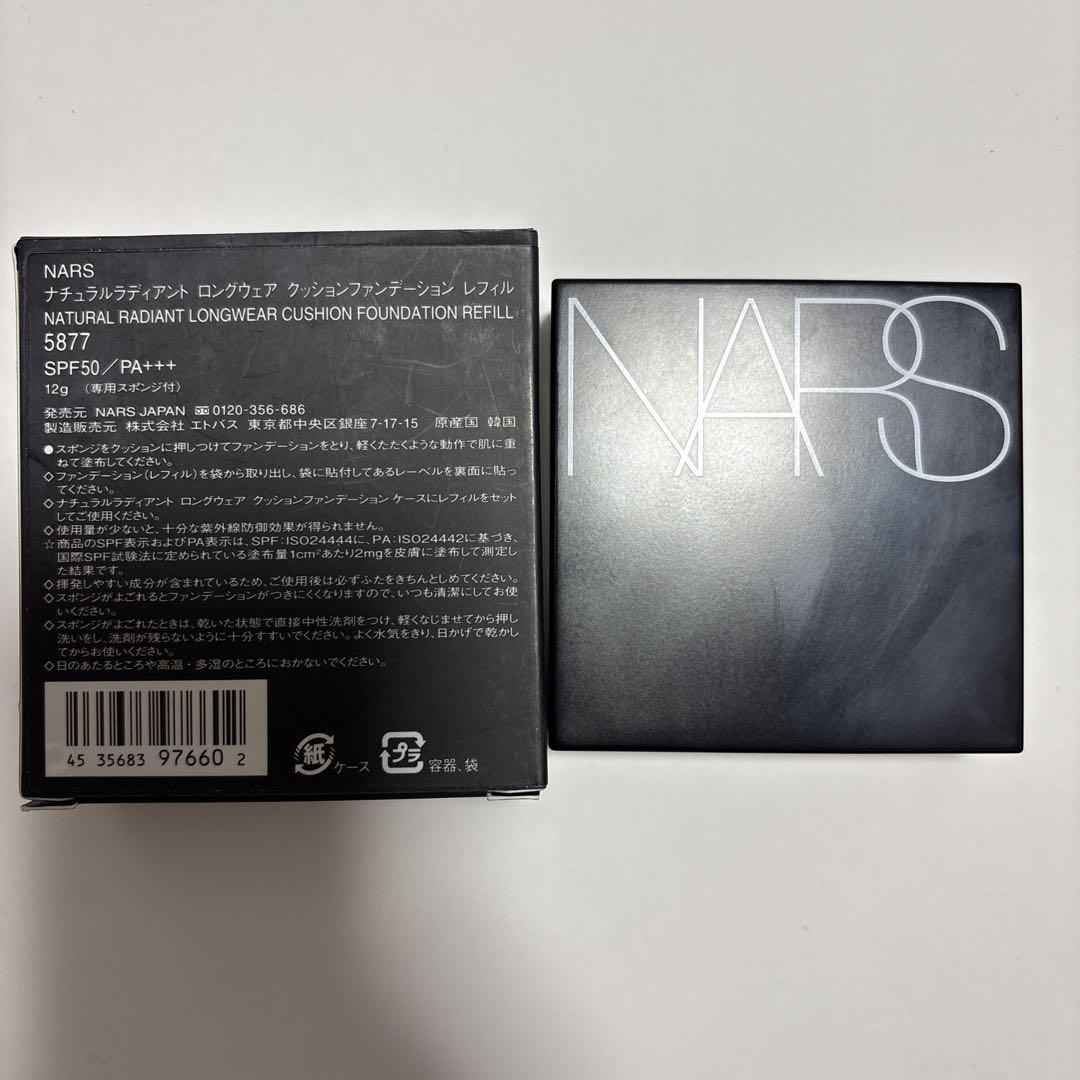 NARS
ナチュラルラディアント ロングウェア クッションファンデーション レフィル
NATURAL RADIANT LONGWEAR CUSHION FOUNDATION REFILL
5877
SPF50/PA+++
12g (専用スポンジ付)
発売元 NARS JAPAN 0120-356-686
製造販売元 株式会社 エトバス 東京都中央区銀座7-17-15 原産国 韓国
●スポンジをクッションに押しつけてファンデーションをとり、軽くたたくような動作で肌に重
ねて塗布してください。
◇ファンデーション(レフィル)を袋から取り出し、袋に貼付してあるレーベルを裏面に貼っ
てください。
◇ナチュラルラディアント ロングウェア クッションファンデーション ケースにレフィルをセット
してご使用ください。
◇使用量が少ないと、十分な紫外線防御効果が得られません。
☆商品のSPF表示およびPA表示は、SPF:ISO24444に、PA:ISO24442に基づき、
国際SPF試験法に定められている塗布量1cm²あたり2mgを皮膚に塗布して測定し
た結果です。
◇揮発しやすい成分が含まれているため、ご使用後は必ずふたをきちんとしめてください。
◇スポンジがよごれるとファンデーションがつきにくくなりますので、いつも清潔にしてお使
いください。
◇スポンジがよごれたときは、乾いた状態で直接中性洗剤をつけ、軽くなじませてから押し
洗いをし、洗剤が残らないように十分すすいでください。よく水気をきり、日かげで乾かし
てからお使いください。
◇日のあたるところや高温・多湿のところにおかないでください。
45 35683 97660 2
紙 ケース
プラ 容器、袋
NARS